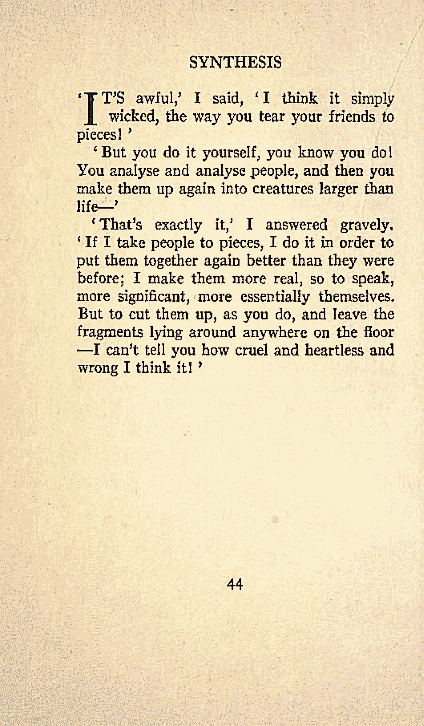 SYNTHESIS
‘IT’S awful,’ I said, ‘I think it simply
wicked, the way you tear your friends to
pieces!’
‘But you do it yourself, you know you do!
You analyse and analyse people, and then you
make them up again into creatures larger than
life—’
‘That’s exactly it,’ I answered gravely.
‘If I take people to pieces, I do it in order to
put them together again better than they were
before; I make them more real, so to speak,
more significant, more essentially themselves.
But to cut them up, as you do, and leave the
fragments lying around anywhere on the floor
—I can’t tell you how cruel and heartless and
wrong I think it!’
44